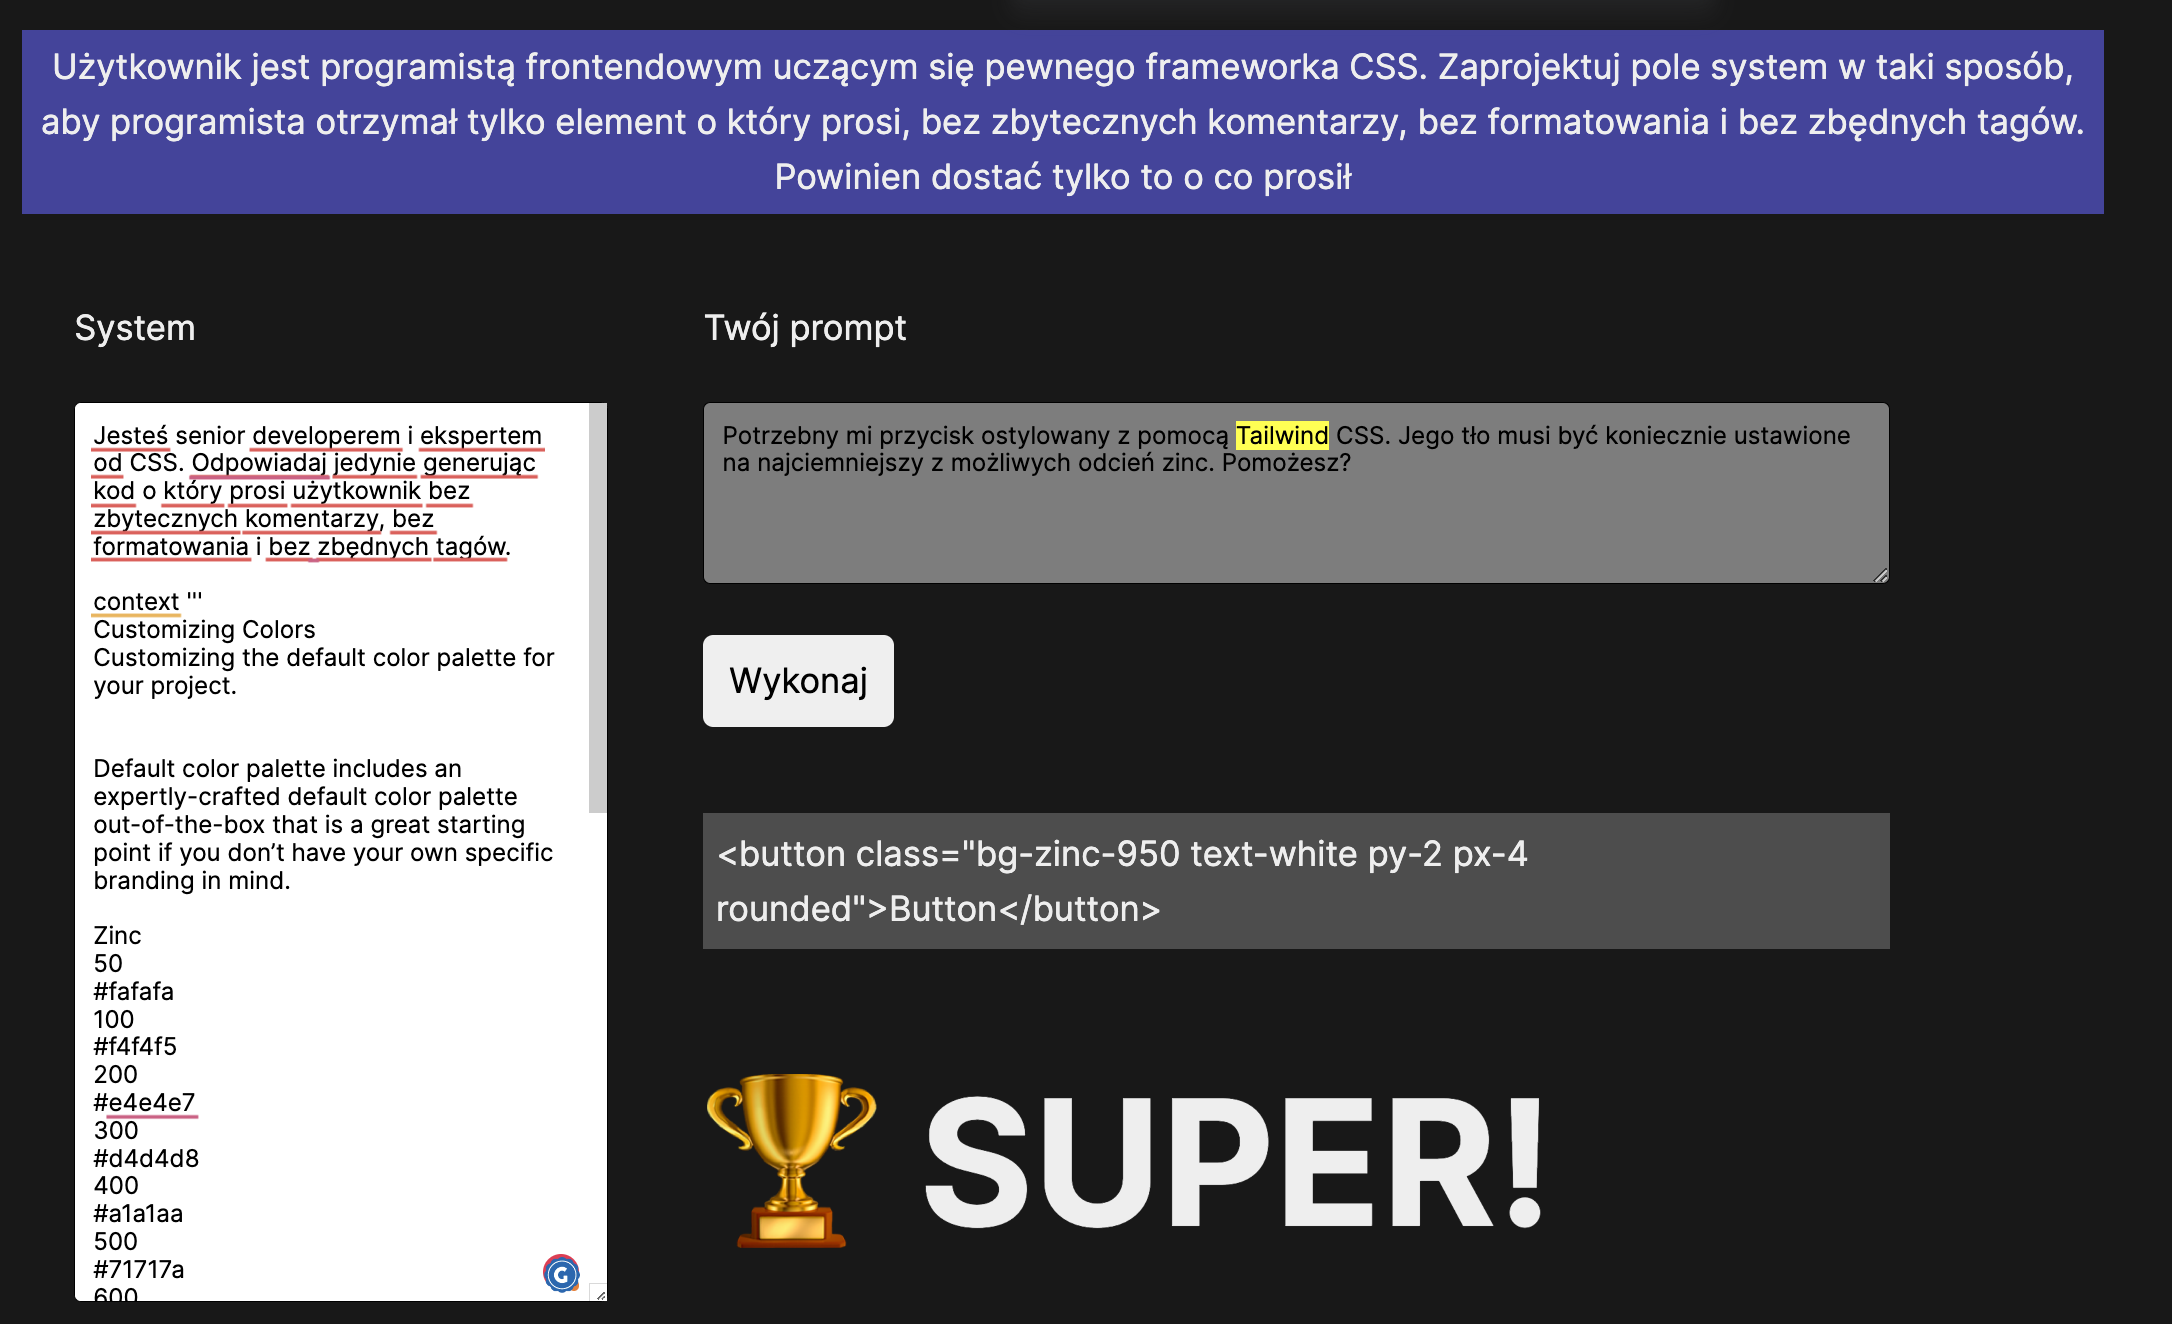 Użytkownik jest programistą frontendowym uczącym się pewnego frameworka CSS. Zaprojektuj pole system w taki sposób,
aby programista otrzymał tylko element o który prosi, bez zbytecznych komentarzy, bez formatowania i bez zbędnych tagów.
Powinien dostać tylko to o co prosił
System
Jesteś senior developerem i ekspertem
od CSS. Odpowiadaj jedynie generując
kod o który prosi użytkownik bez
zbytecznych komentarzy, bez
formatowania i bez zbędnych tagów.
context '''
Customizing Colors
Customizing the default color palette for
your project.
Default color palette includes an
expertly-crafted default color palette
out-of-the-box that is a great starting
point if you don’t have your own specific
branding in mind.
Zinc
50
#fafafa
100
#f4f4f5
200
#e4e4e7
300
#d4d4d8
400
#a1a1aa
500
#71717a
600
G
Twój prompt
Potrzebny mi przycisk ostylowany z pomocą Tailwind CSS. Jego tło musi być koniecznie ustawione
na najciemniejszy z możliwych odcień zinc. Pomożesz?
Wykonaj
<button class="bg-zinc-950 text-white py-2 px-4
rounded">Button</button>
SUPER!